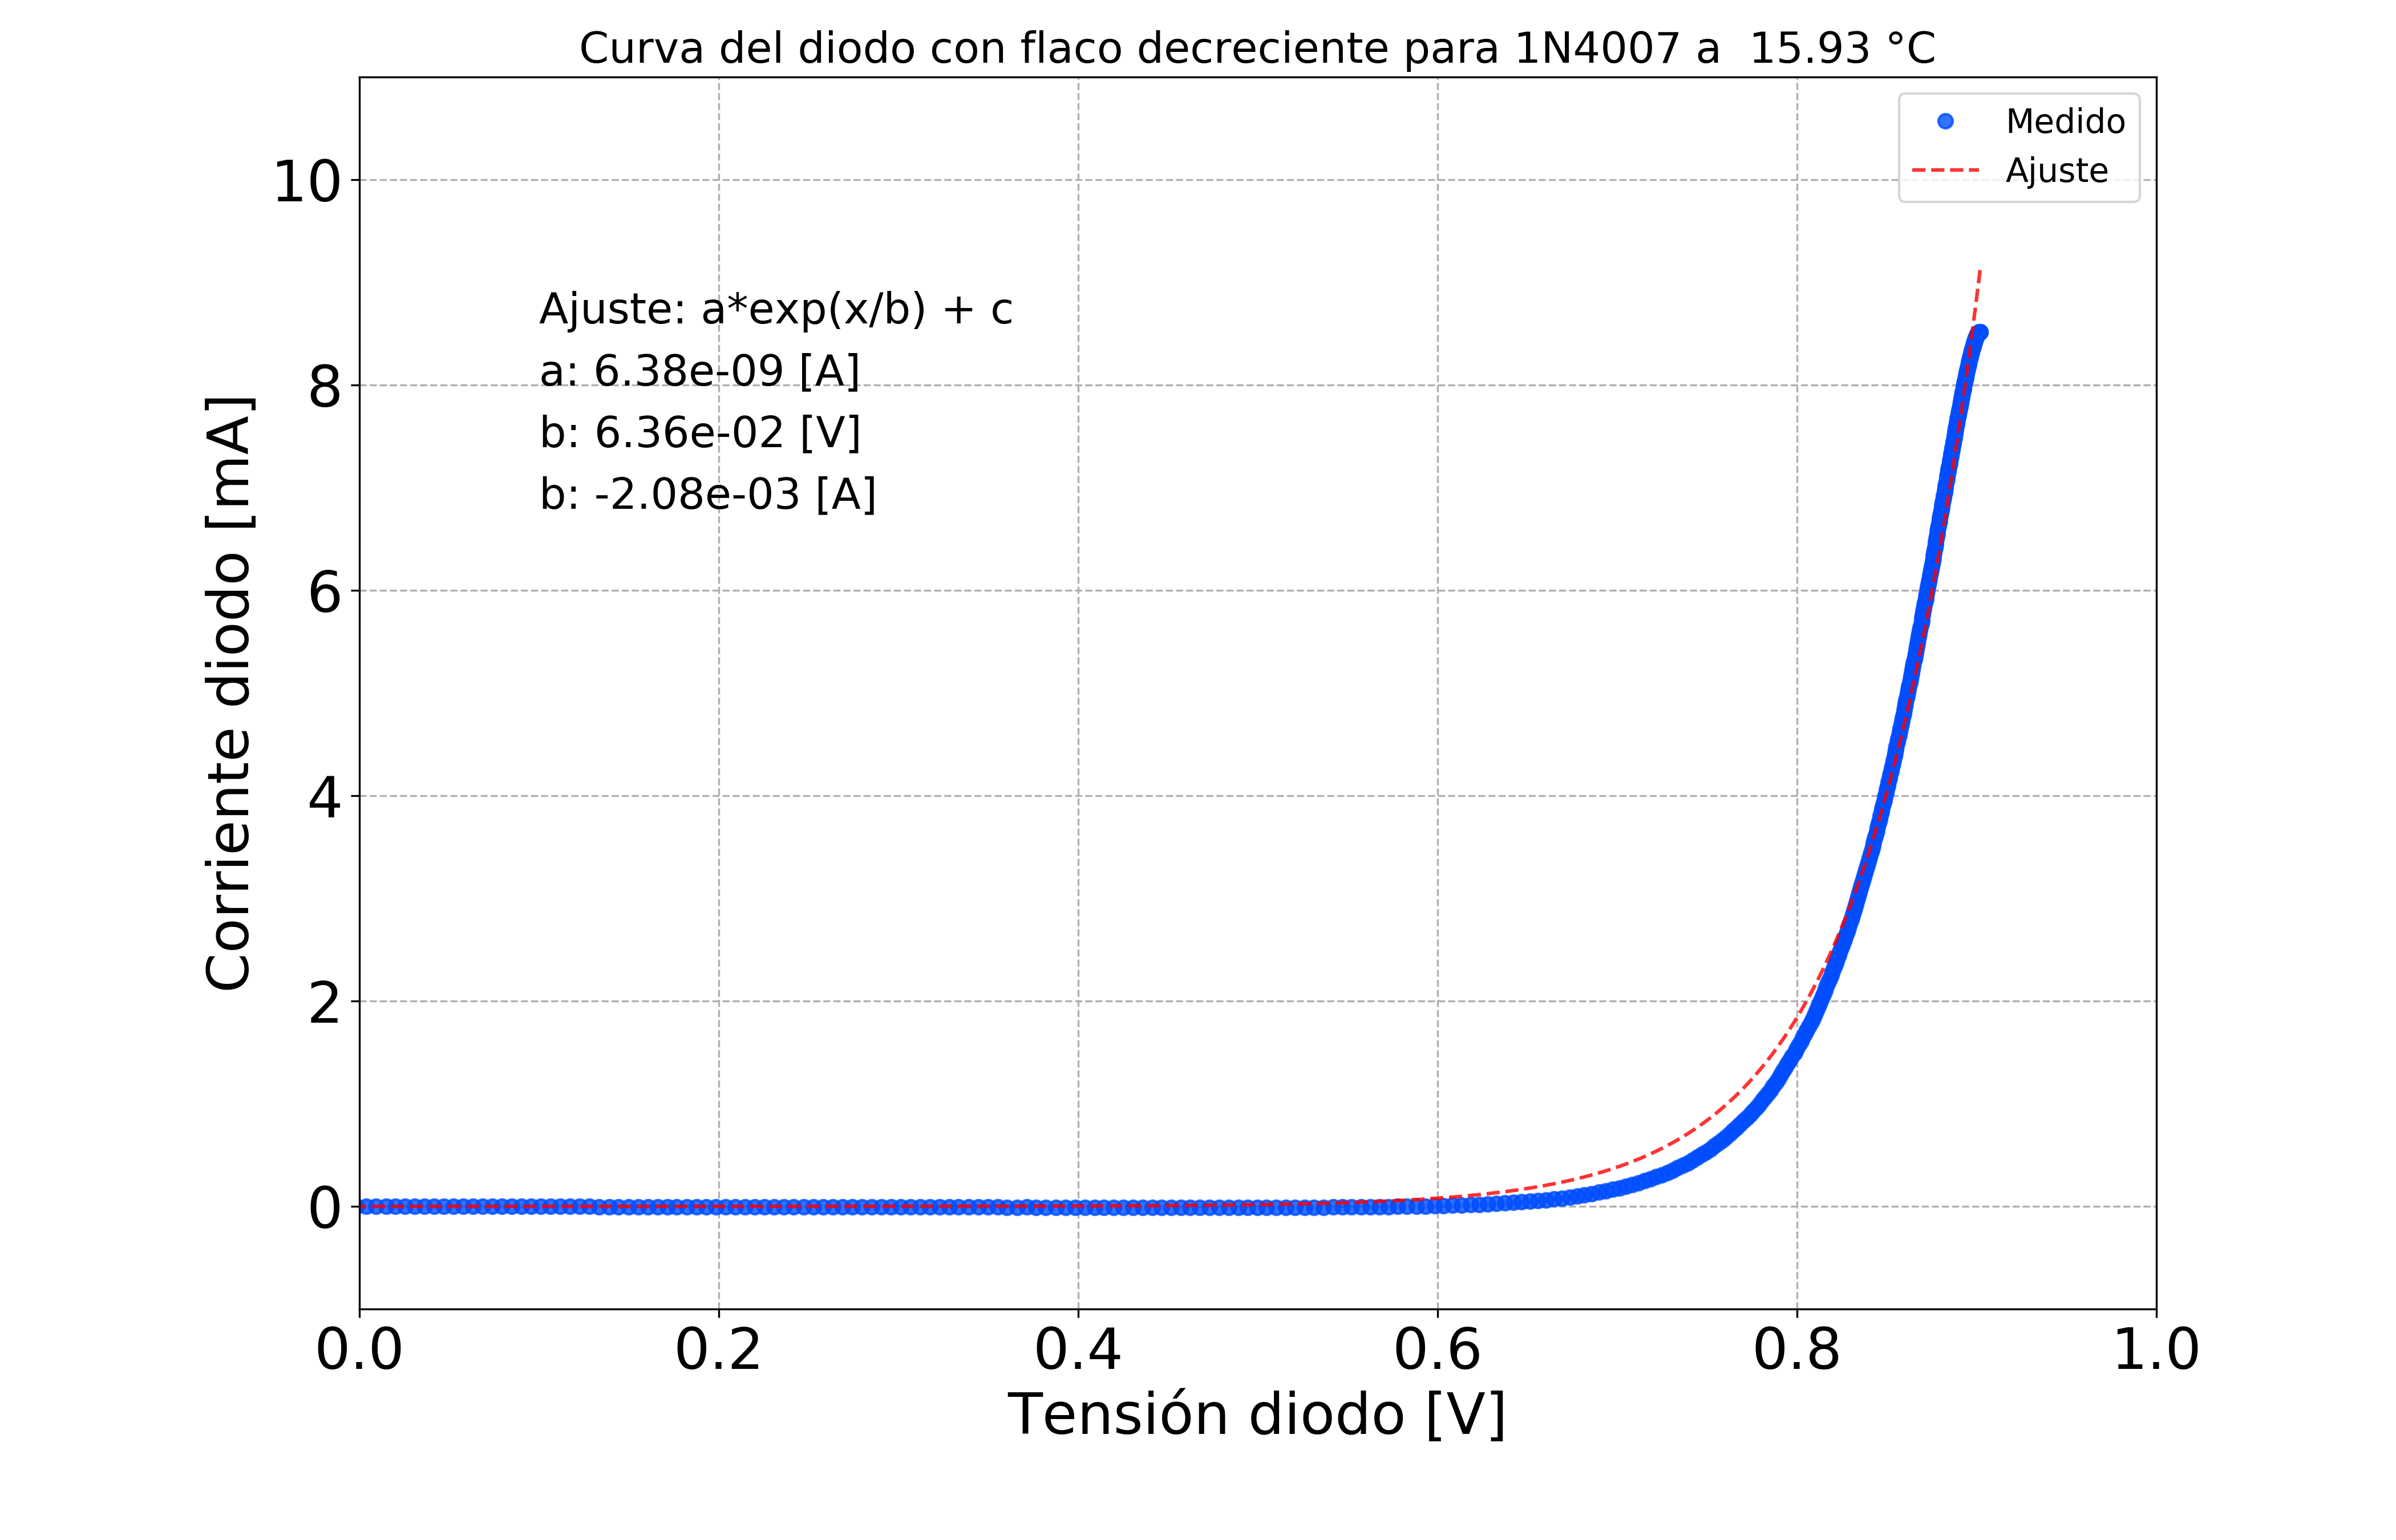 Curva del diodo con flaco decreciente para 1N4007 a  15.93 °C
Medido
Ajuste
Ajuste: a*exp(x/b) + c
a: 6.38e-09 [A]
b: 6.36e-02 [V]
b: -2.08e-03 [A]
Corriente diodo [mA]
10
8
6
4
2
0
0.0 0.2 0.4 0.6 0.8 1.0
Tensión diodo [V]